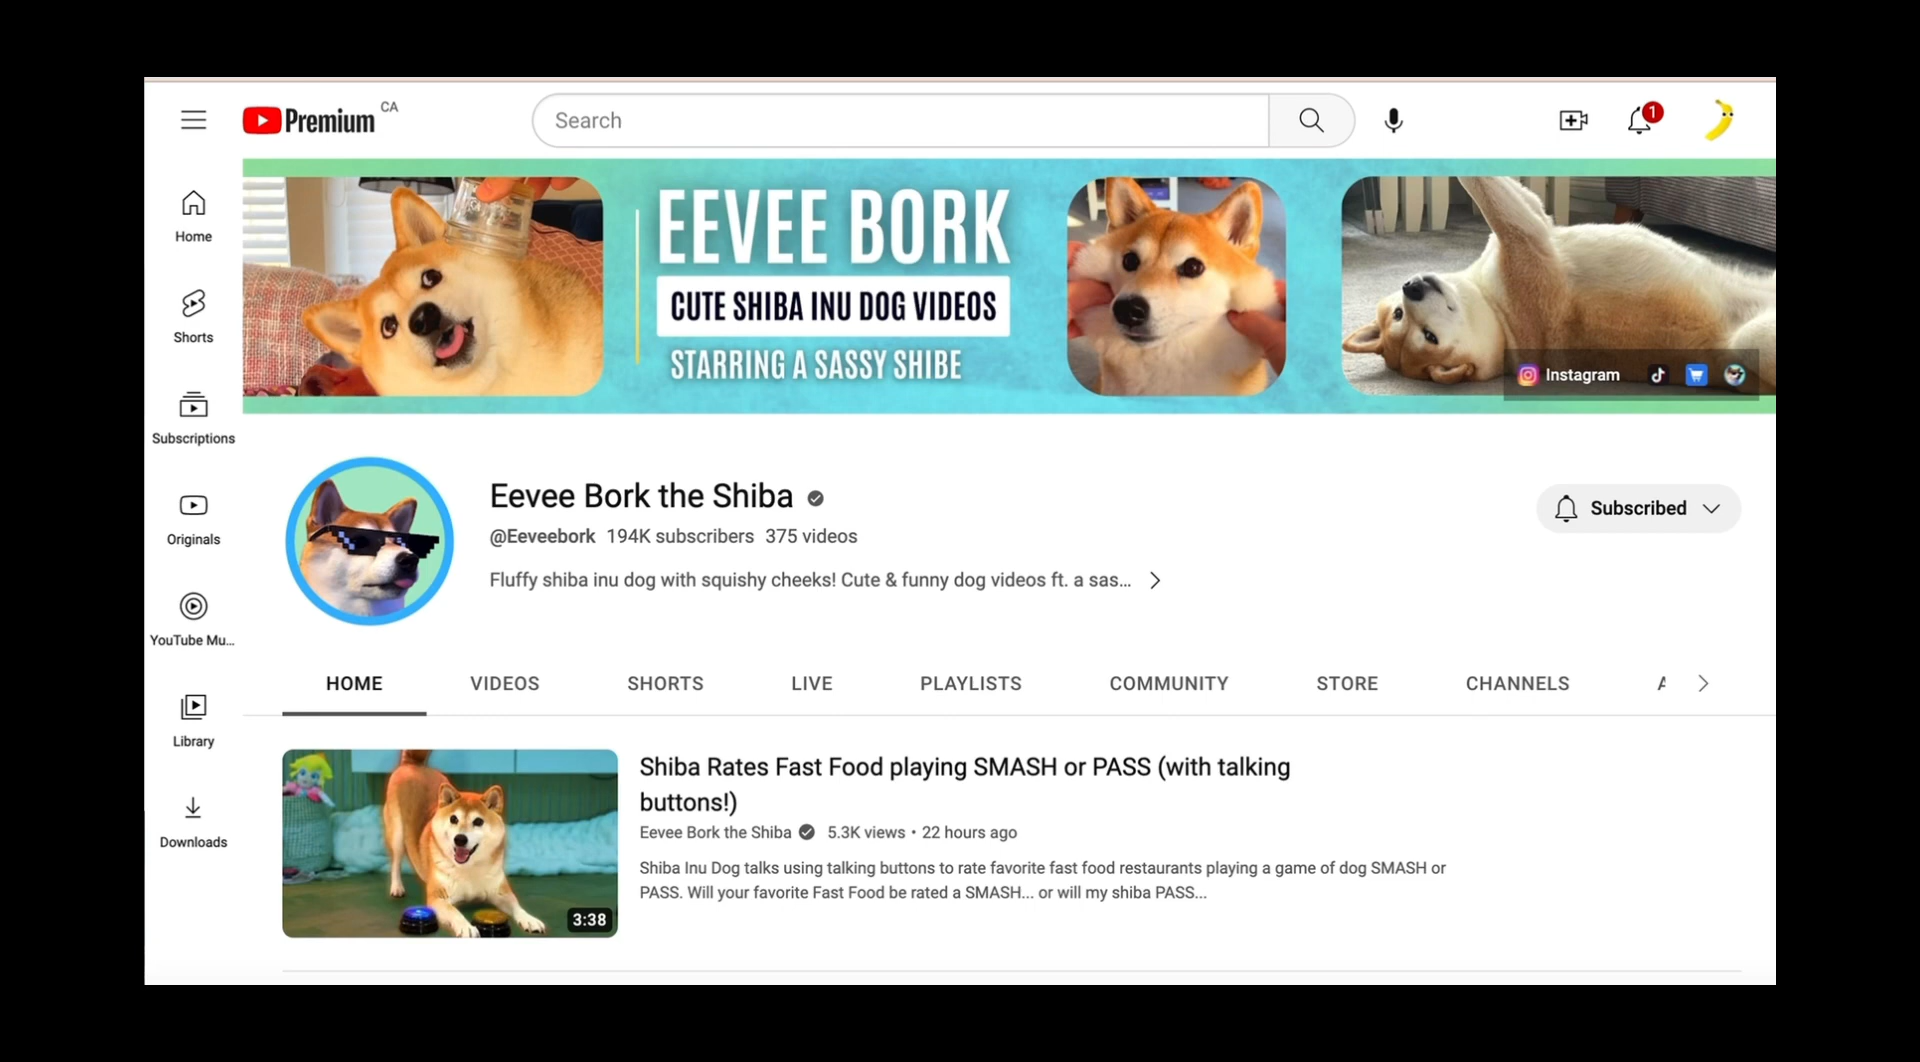 Premium CA
Search
1
Home
Shorts
Subscriptions
Originals
YouTube Mu...
Library
Downloads
EEVEE BORK
CUTE SHIBA INU DOG VIDEOS
STARRING A SASSY SHIBE
Instagram
Eevee Bork the Shiba
@Eeveebork 194K subscribers 375 videos
Fluffy shiba inu dog with squishy cheeks! Cute & funny dog videos ft. a sas...
Subscribed
HOME VIDEOS SHORTS LIVE PLAYLISTS COMMUNITY STORE CHANNELS A
3:38
Shiba Rates Fast Food playing SMASH or PASS (with talking
buttons!)
Eevee Bork the Shiba 5.3K views • 22 hours ago
Shiba Inu Dog talks using talking buttons to rate favorite fast food restaurants playing a game of dog SMASH or
PASS. Will your favorite Fast Food be rated a SMASH... or will my shiba PASS...